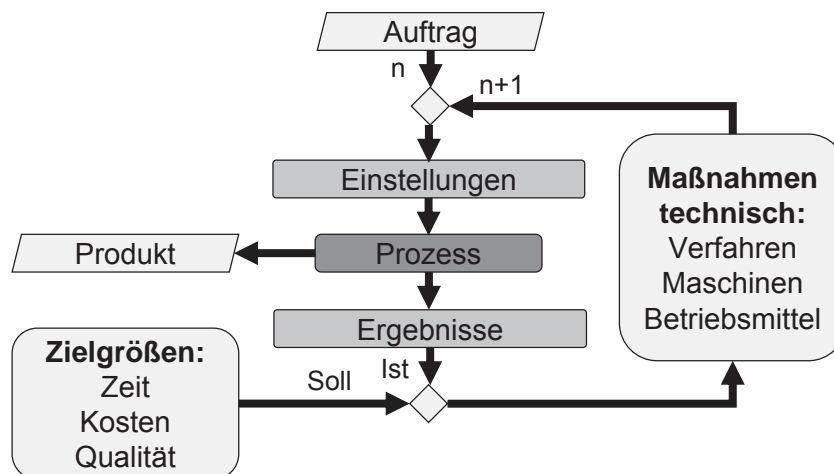 Auftrag
n
n+1
Einstellungen
Maßnahmen
technisch:
Verfahren
Maschinen
Betriebsmittel
Produkt
Prozess
Ergebnisse
Zielgrößen:
Zeit
Kosten
Qualität
Soll
Ist